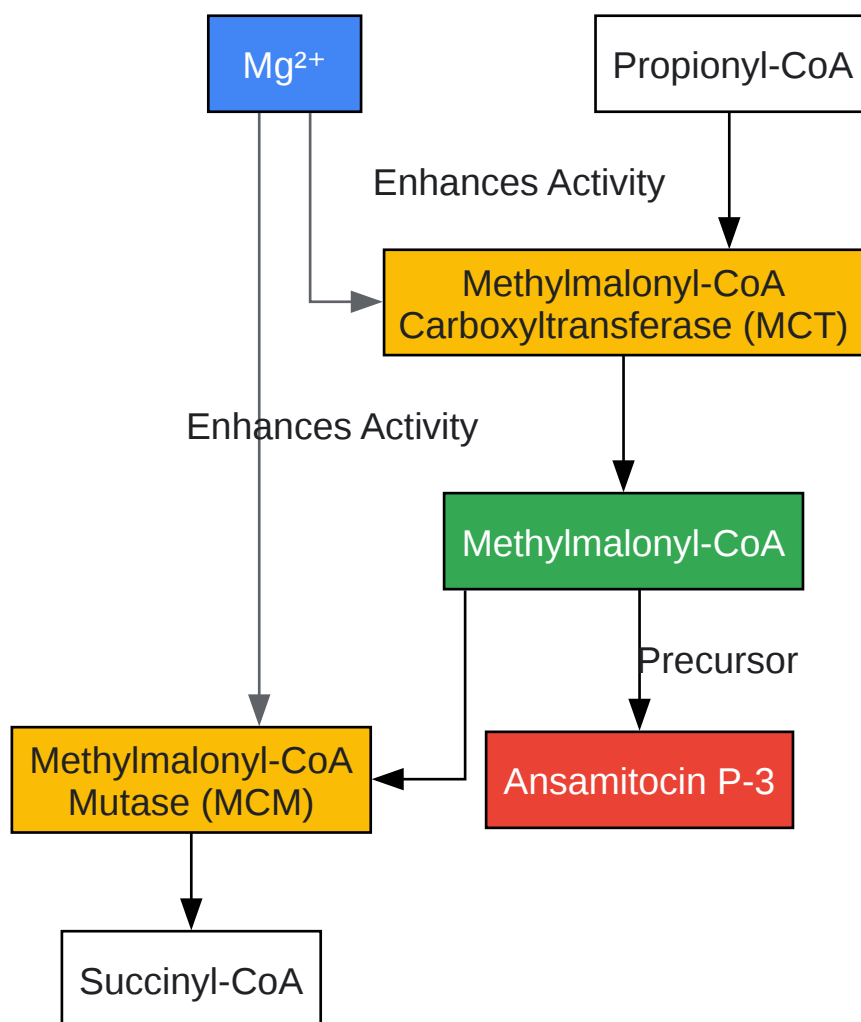 Mg²⁺
Propionyl-CoA
Enhances Activity
Methylmalonyl-CoA
Carboxyltransferase (MCT)
Enhances Activity
Methylmalonyl-CoA
Precursor
Methylmalonyl-CoA
Mutase (MCM)
Ansamitocin P-3
Succinyl-CoA